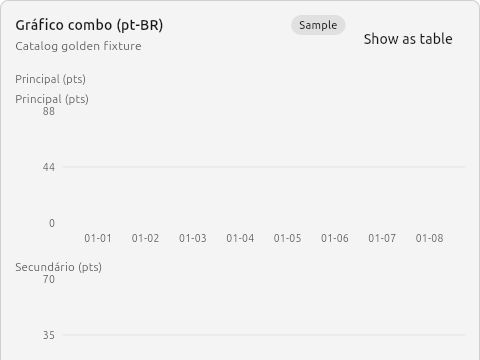 Gráfico combo (pt-BR)
Sample
Show as table
Catalog golden fixture
Principal (pts)
Principal (pts)
88
44
0
01-01 01-02 01-03 01-04 01-05 01-06 01-07 01-08
Secundário (pts)
70
35